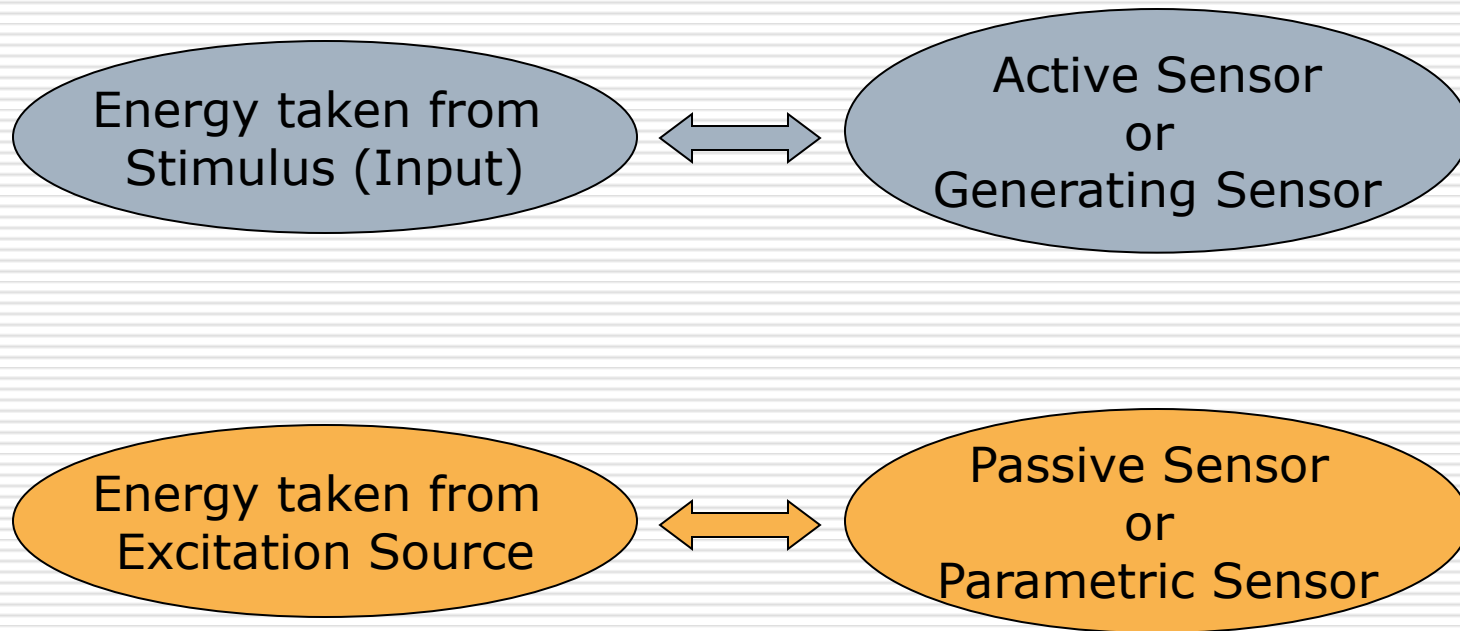 Energy taken from
Stimulus (Input)
Active Sensor
or
Generating Sensor
Energy taken from
Excitation Source
Passive Sensor
or
Parametric Sensor